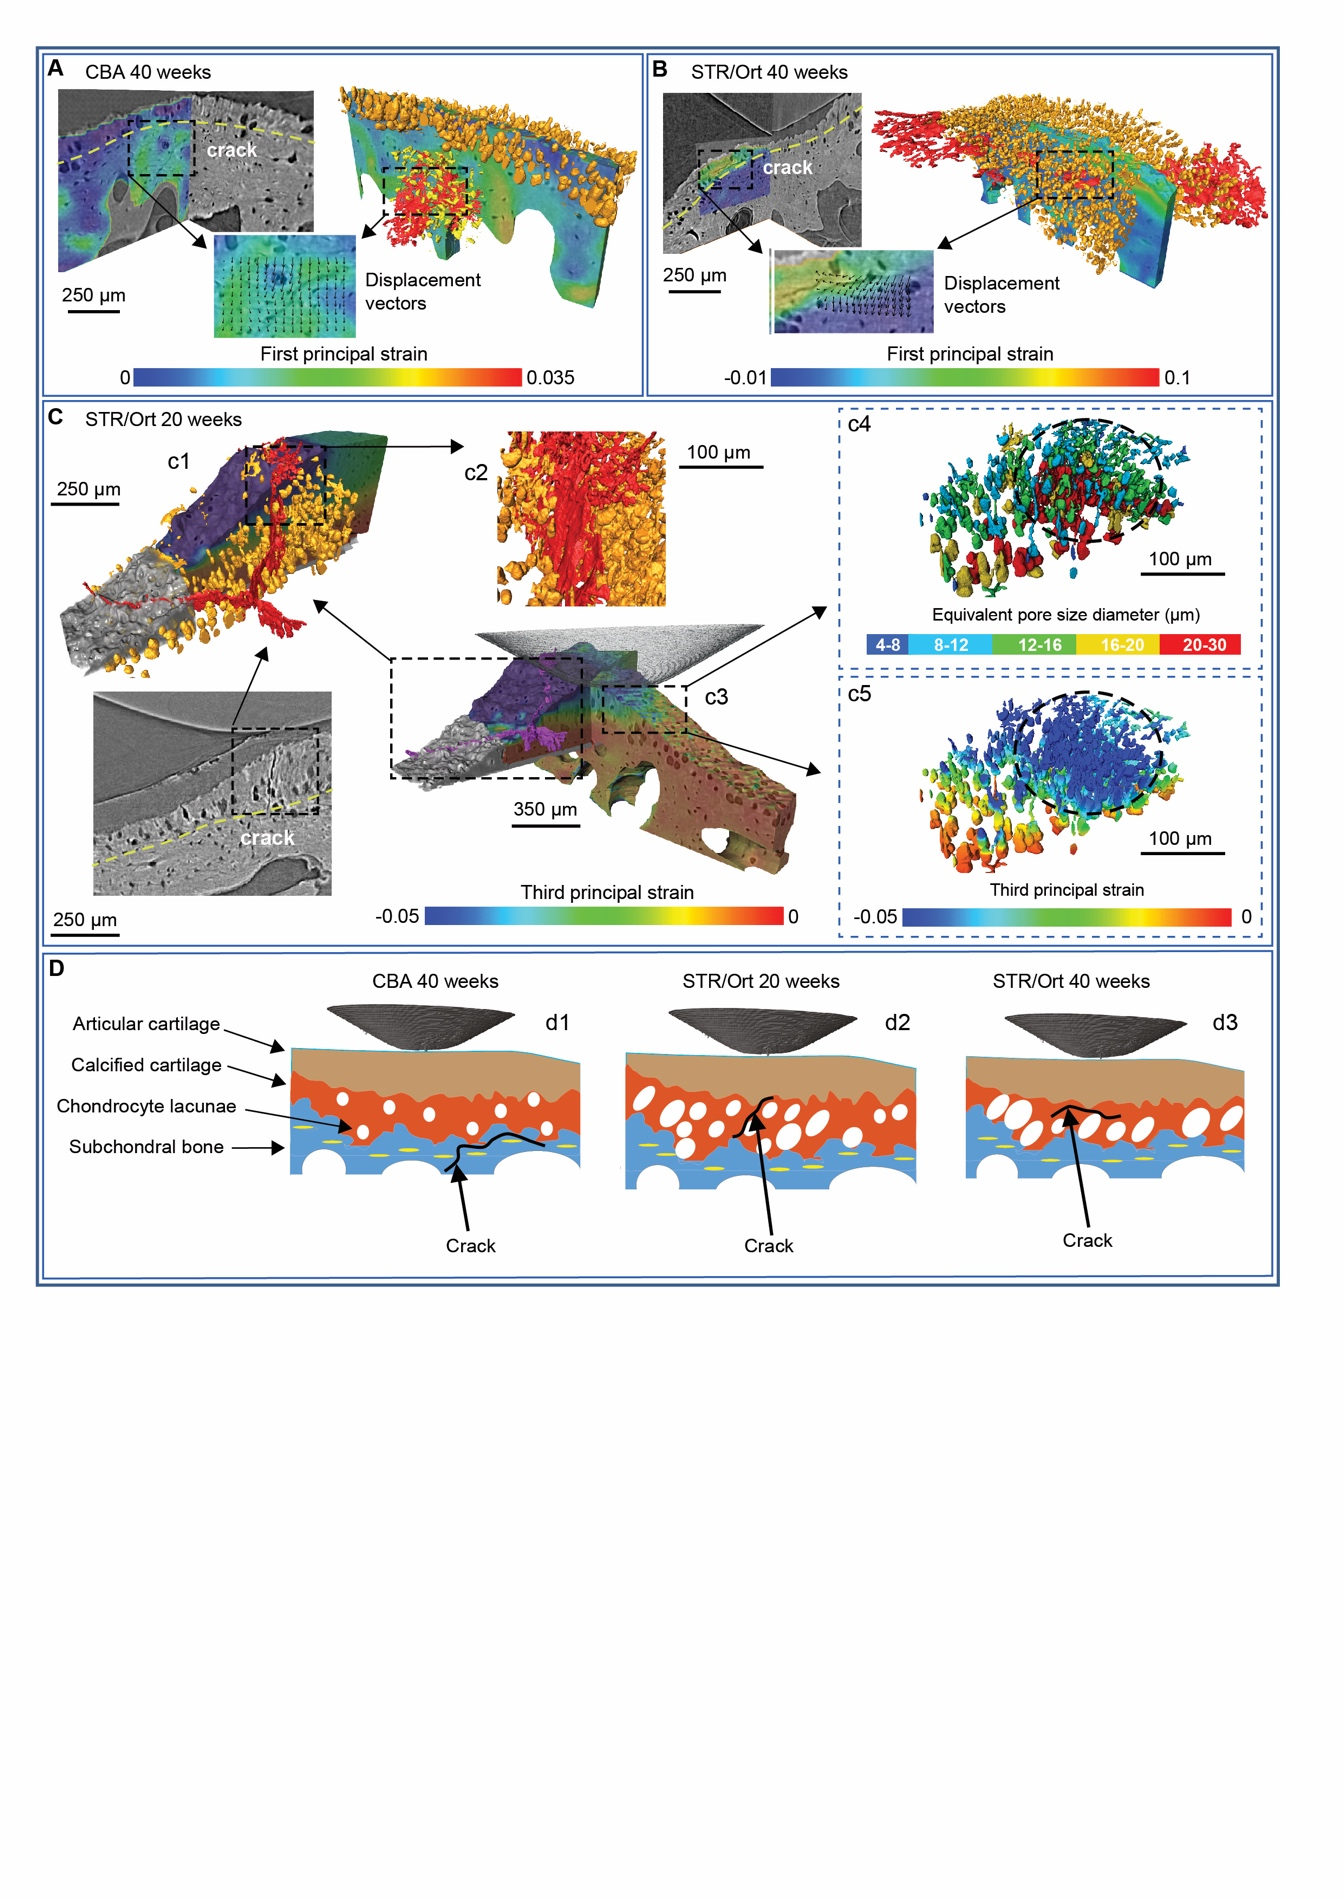 A
CBA 40 weeks
crack
250 µm
Displacement
vectors
First principal strain
0
0.035
B
STR/Ort 40 weeks
crack
250 µm
Displacement
vectors
First principal strain
-0.01
0.1
C
STR/Ort 20 weeks
c1
250 µm
c2
100 µm
c3
350 µm
crack
250 µm
Third principal strain
-0.05
0
c4
100 µm
Equivalent pore size diameter (µm)
4-8 8-12 12-16 16-20 20-30
c5
100 µm
Third principal strain
-0.05
0
D
CBA 40 weeks
STR/Ort 20 weeks
STR/Ort 40 weeks
d1
d2
d3
Articular cartilage
Calcified cartilage
Chondrocyte lacunae
Subchondral bone
Crack
Crack
Crack